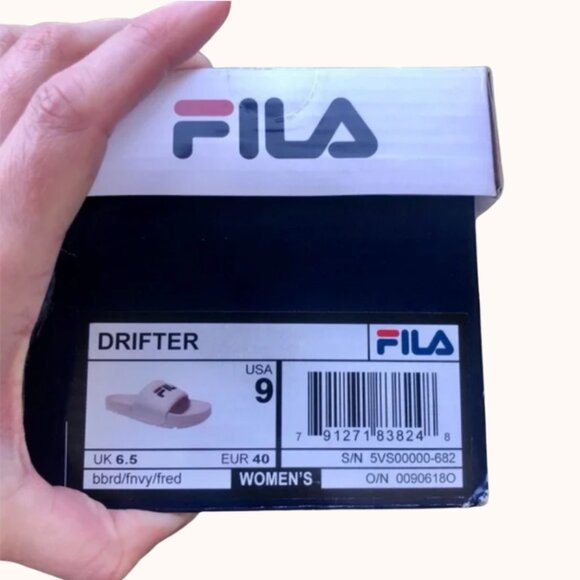 FILA
DRIFTER
FILA
USA
9
FILA
7 91271 83824 8
UK 6.5
EUR 40
S/N 5VS00000-682
bbrd/fnvy/fred
WOMEN'S
O/N 0090618O